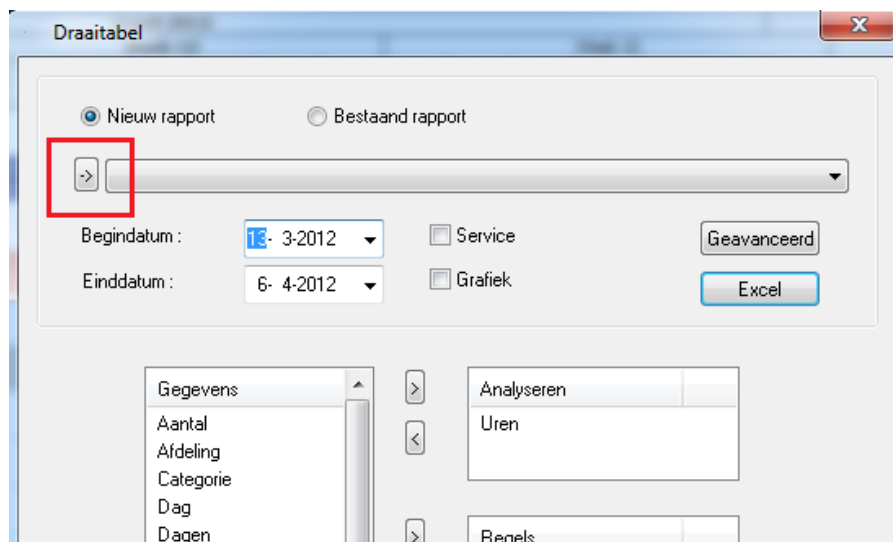 Draaitabel
Nieuw rapport Bestaand rapport
->
Begindatum : 13- 3-2012 Service Geavanceerd
Einddatum : 6- 4-2012 Grafiek Excel
Gegevens > Analyseren
Aantal < Uren
Afdeling
Categorie
Dag
Dagen > Regels